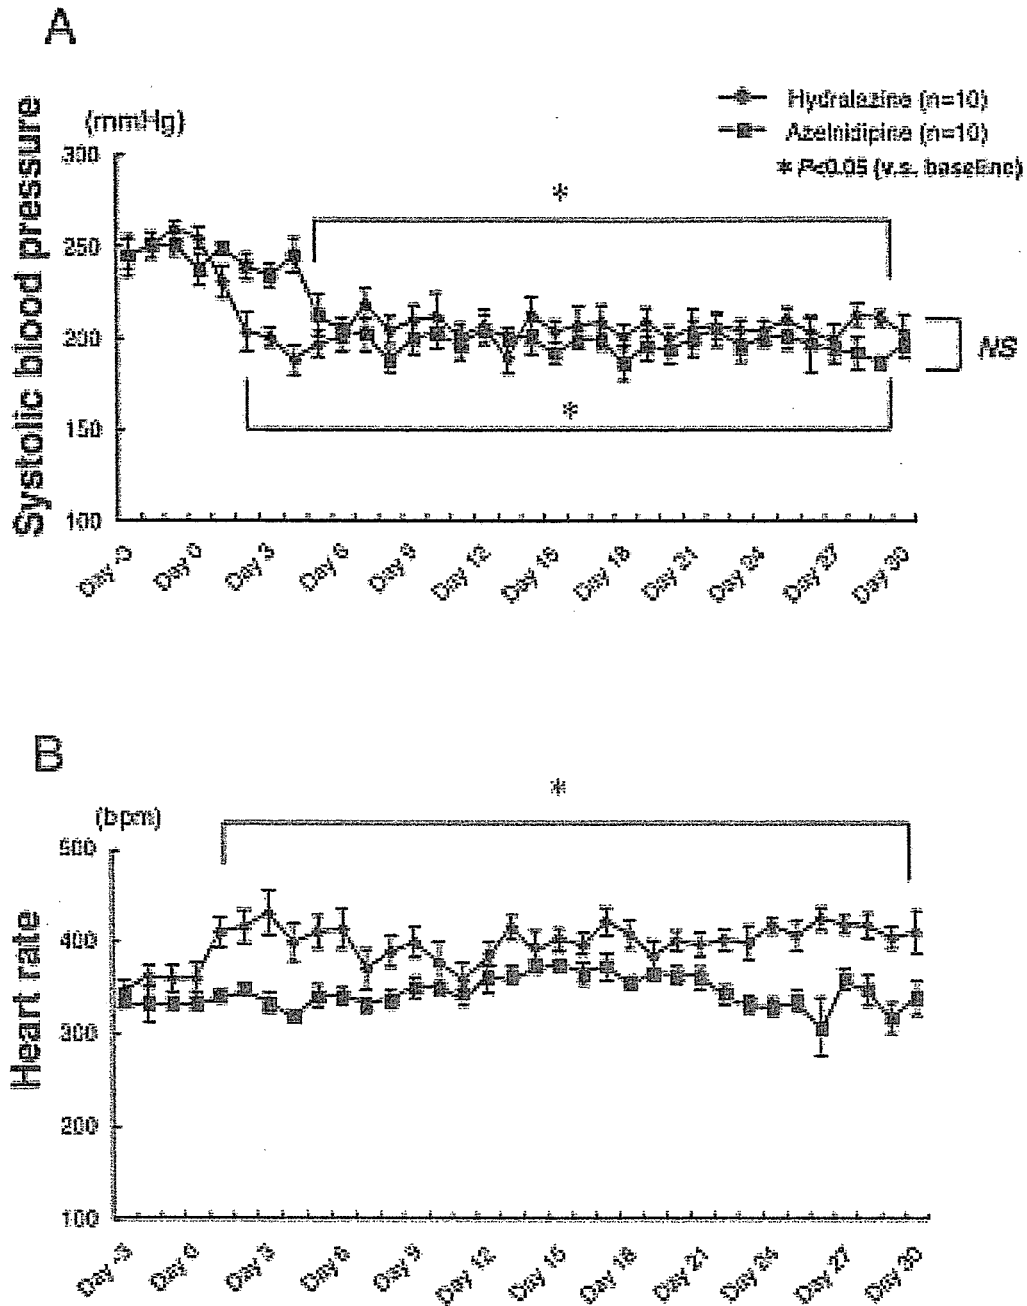 A
Hydralazine (n=10)
Azelnidipine (n=10)
* P<0.05 (v.s. baseline)
(mmHg)
Systolic blood pressure
300
250
200
150
100
*
*
NS
Day -3
Day 0
Day 3
Day 6
Day 9
Day 12
Day 15
Day 18
Day 21
Day 24
Day 27
Day 30
B
*
(bpm)
Heart rate
500
400
300
200
100
Day -3
Day 0
Day 3
Day 6
Day 9
Day 12
Day 15
Day 18
Day 21
Day 24
Day 27
Day 30